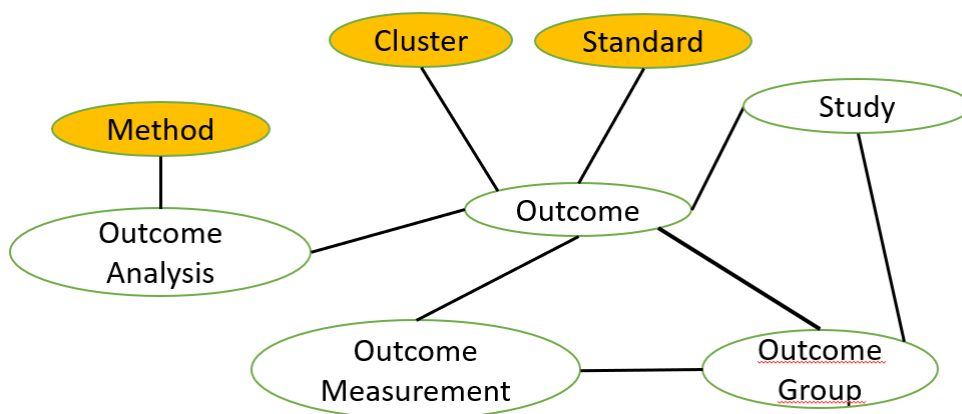 Cluster
Standard
Study
Method
Outcome
Outcome
Analysis
Outcome
Measurement
Outcome
Group